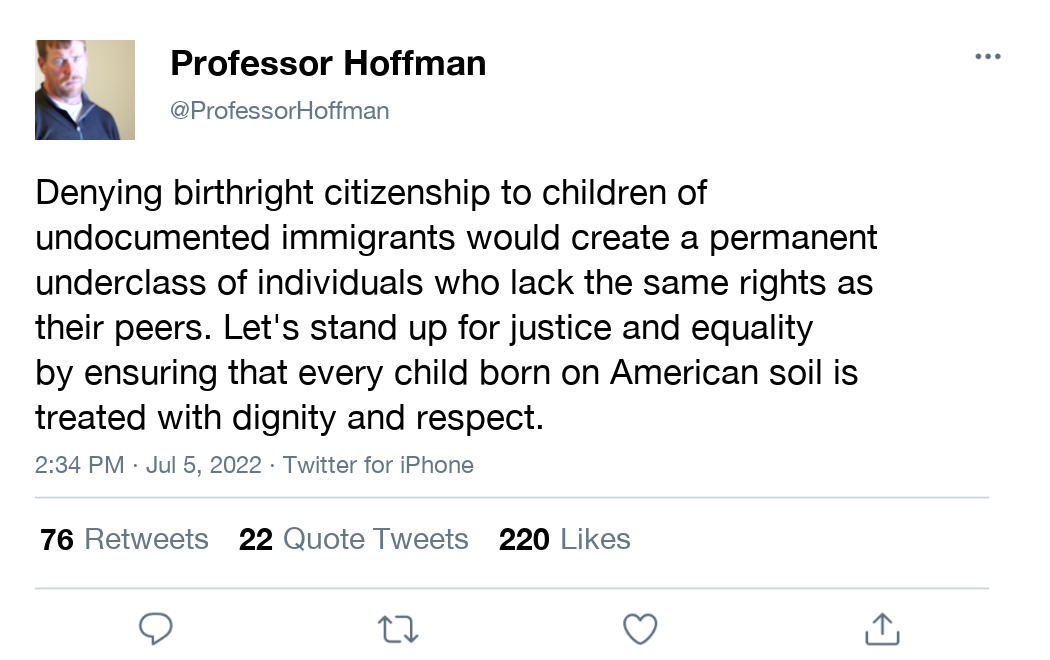 Professor Hoffman
@ProfessorHoffman
Denying birthright citizenship to children of
undocumented immigrants would create a permanent
underclass of individuals who lack the same rights as
their peers. Let's stand up for justice and equality
by ensuring that every child born on American soil is
treated with dignity and respect.
2:34 PM · Jul 5, 2022 · Twitter for iPhone
76 Retweets 22 Quote Tweets 220 Likes